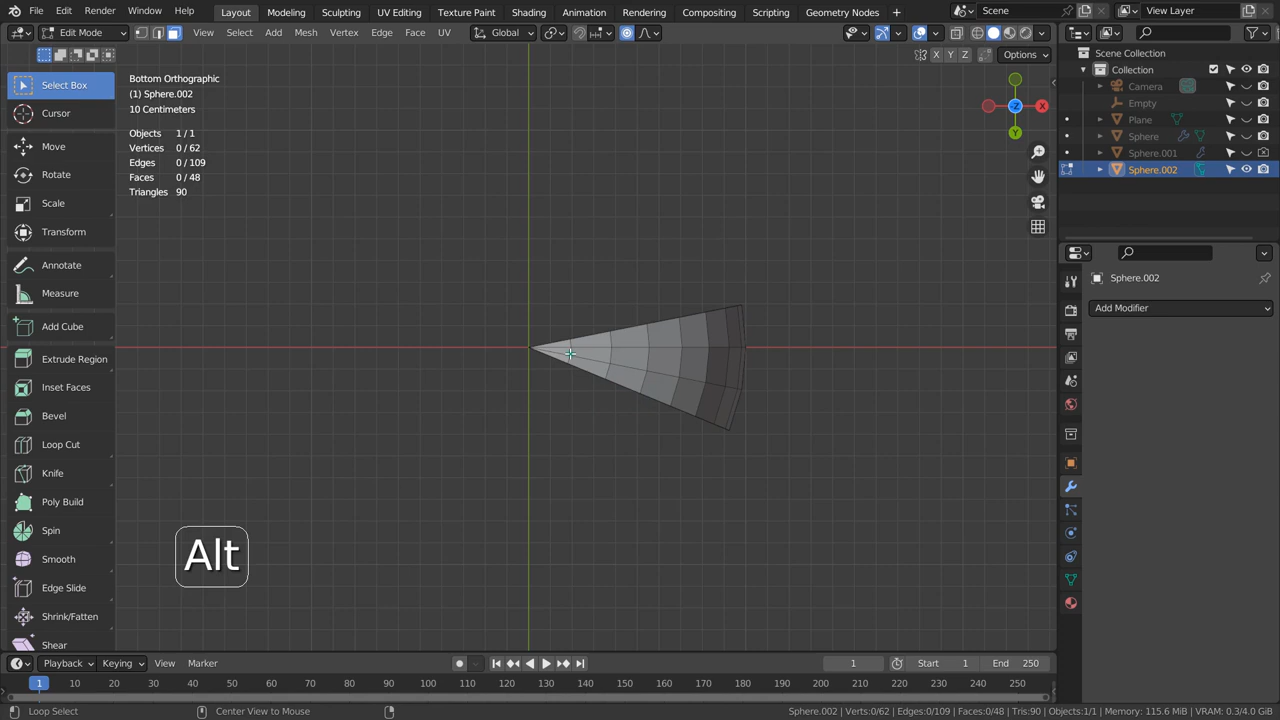 File Edit Render Window Help Layout Modeling Sculpting UV Editing Texture Paint Shading Animation Rendering Compositing Scripting Geometry Nodes + Scene View Layer
Edit Mode View Select Add Mesh Vertex Edge Face UV Global
X Y Z Options
Select Box
Cursor
Move
Rotate
Scale
Transform
Annotate
Measure
Add Cube
Extrude Region
Inset Faces
Bevel
Loop Cut
Knife
Poly Build
Spin
Smooth
Edge Slide
Shrink/Fatten
Shear
Bottom Orthographic
(1) Sphere.002
10 Centimeters
Objects 1 / 1
Vertices 0 / 62
Edges 0 / 109
Faces 0 / 48
Triangles 90
-Z X Y
Alt
Scene Collection
Collection
Camera
Empty
Plane
Sphere
Sphere.001
Sphere.002
Sphere.002
Add Modifier
Playback Keying View Marker 1 Start 1 End 250
1 10 20 30 40 50 60 70 80 90 100 110 120 130 140 150 160 170 180 190 200 210 220 230 240 250
Loop Select Center View to Mouse Sphere.002 | Verts:0/62 | Edges:0/109 | Faces:0/48 | Tris:90 | Objects:1/1 | Memory: 115.6 MiB | VRAM: 0.3/4.0 GiB